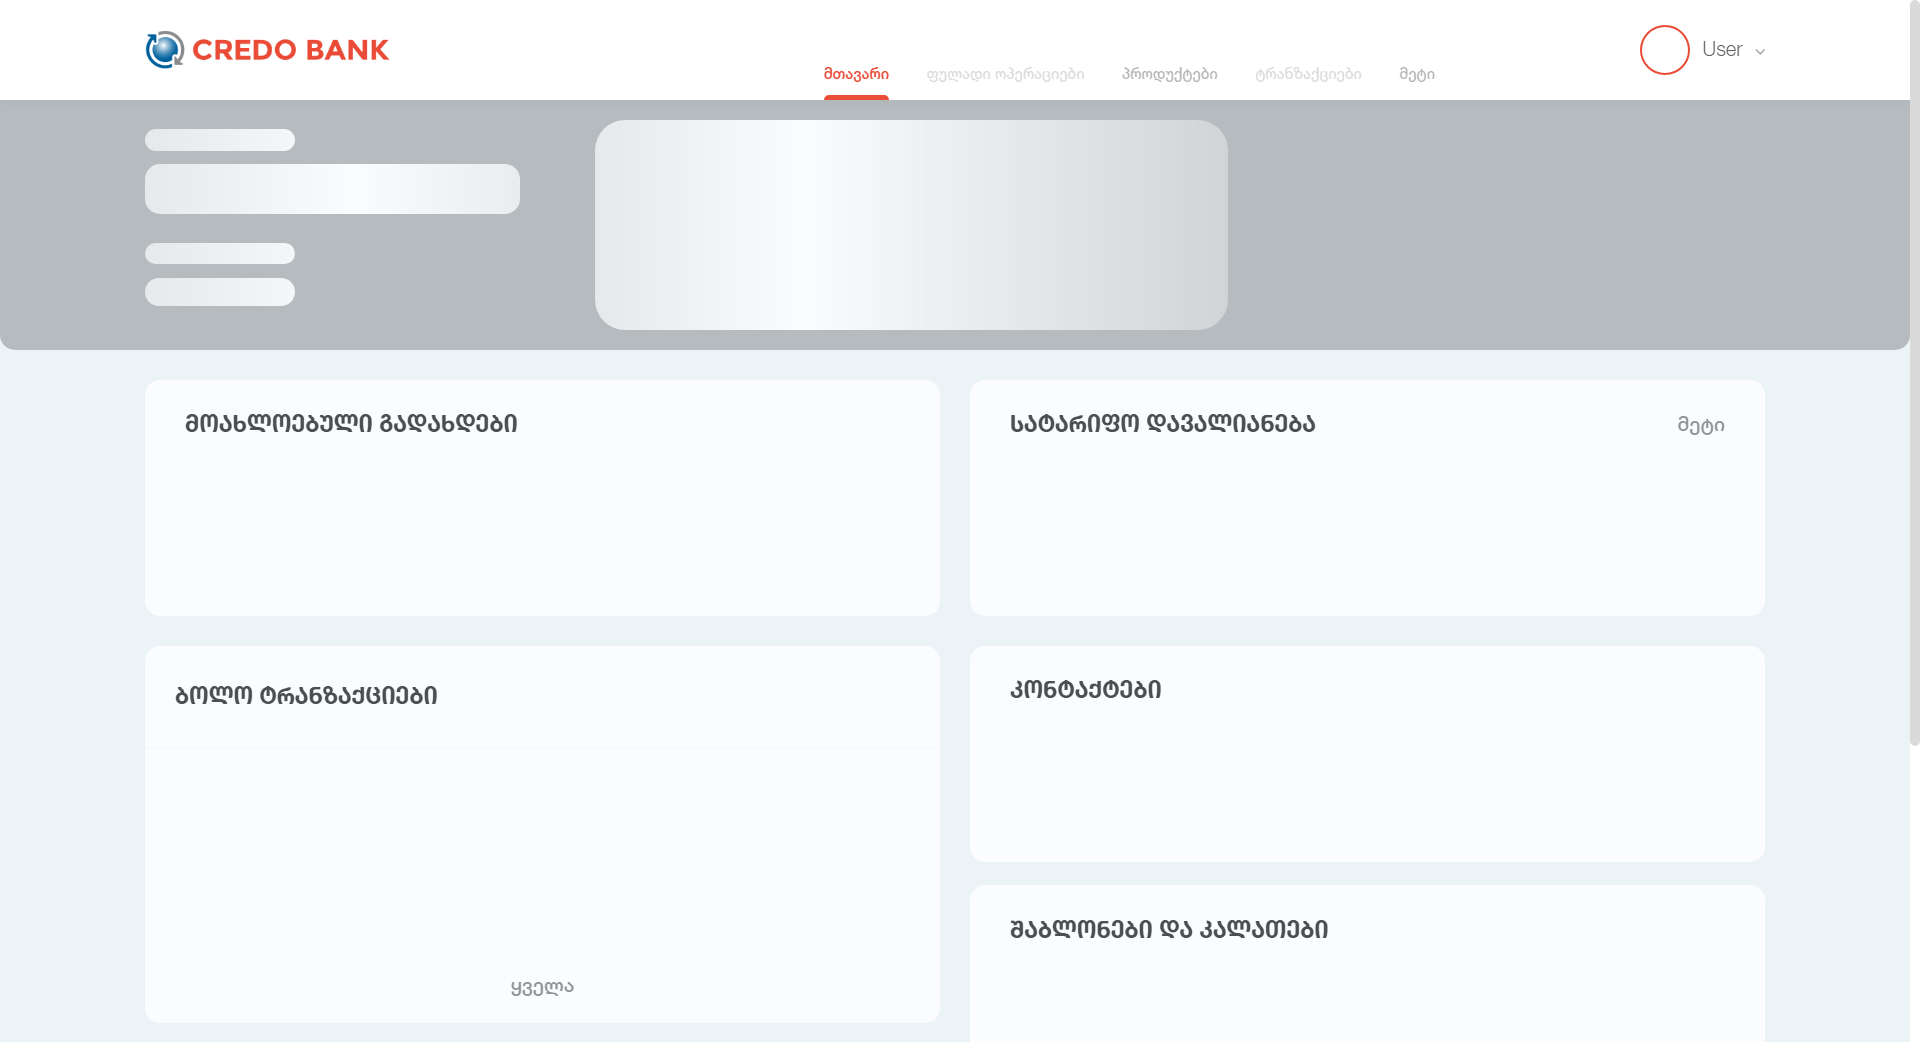 CREDO BANK
მთავარი
ფულადი ოპერაციები
პროდუქტები
ტრანზაქციები
მეტი
User
მოახლოებული გადახდები
სატარიფო დავალიანება
მეტი
ბოლო ტრანზაქციები
კონტაქტები
შაბლონები და კალათები
ყველა